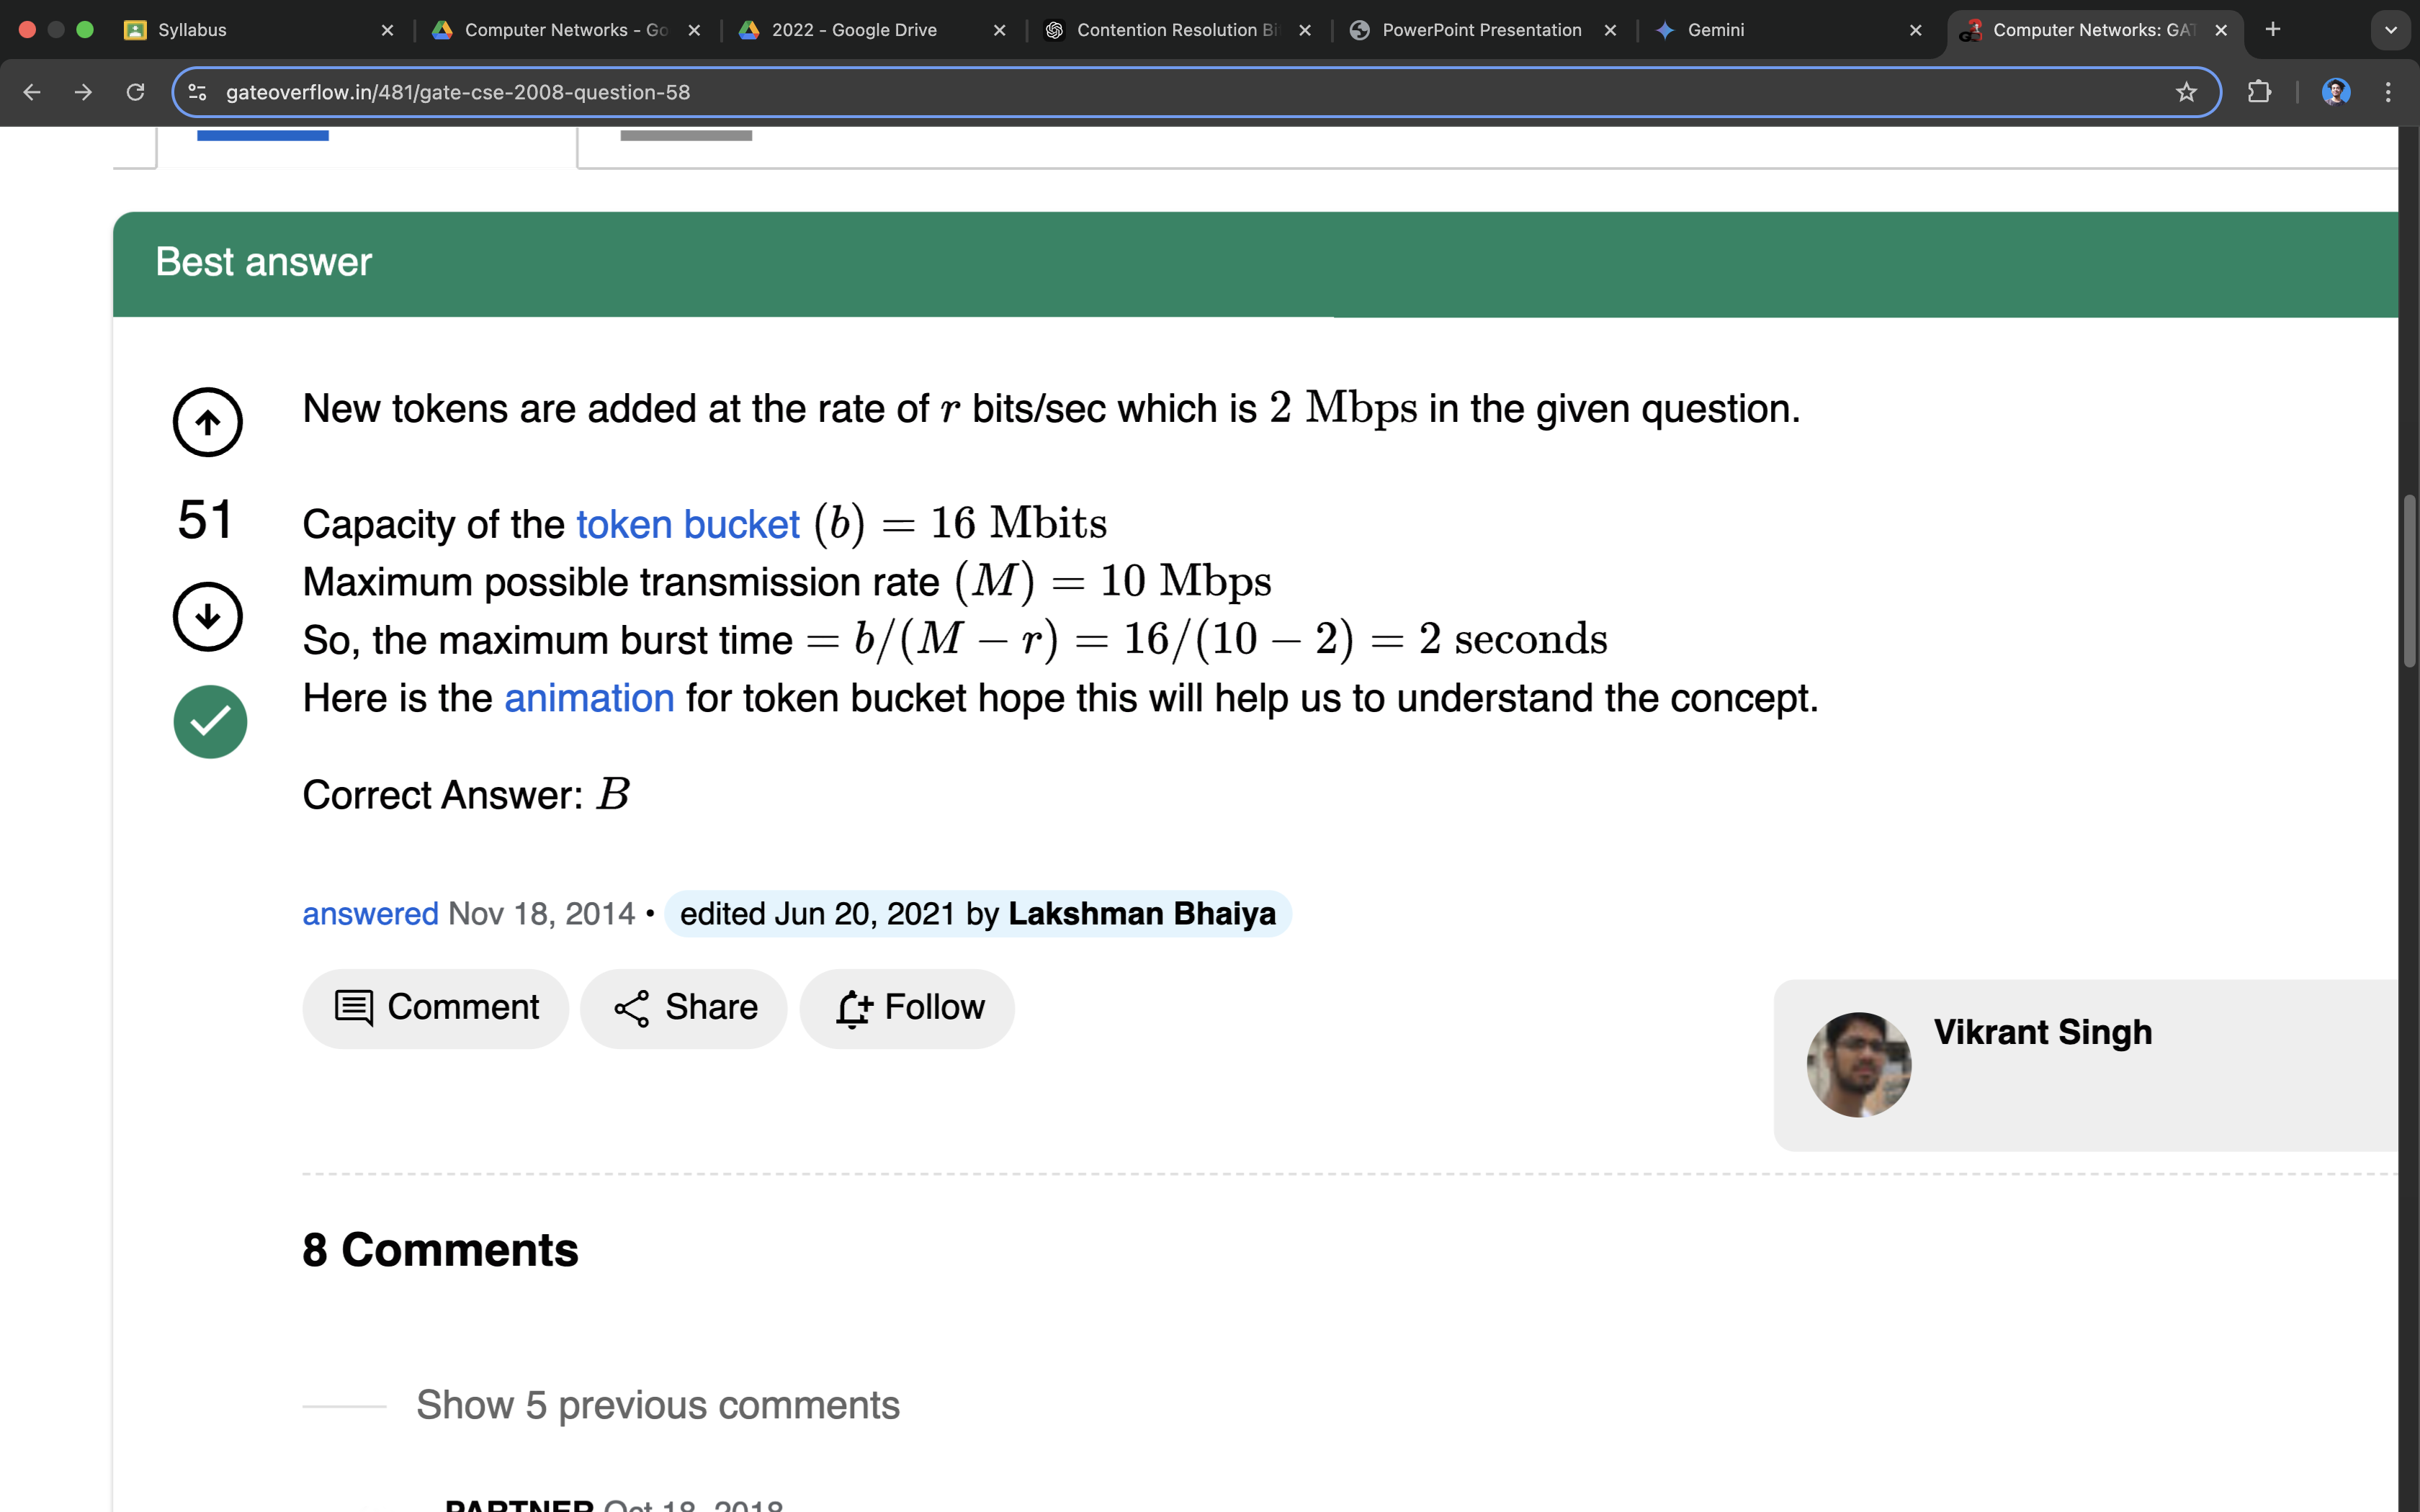 Syllabus
Computer Networks - Go
2022 - Google Drive
Contention Resolution Bi
PowerPoint Presentation
Gemini
Computer Networks: GAT
gateoverflow.in/481/gate-cse-2008-question-58
Best answer
New tokens are added at the rate of r bits/sec which is 2 Mbps in the given question.
51
Capacity of the token bucket (b) = 16 Mbits
Maximum possible transmission rate (M) = 10 Mbps
So, the maximum burst time = b/(M − r) = 16/(10 − 2) = 2 seconds
Here is the animation for token bucket hope this will help us to understand the concept.
Correct Answer: B
answered Nov 18, 2014 • edited Jun 20, 2021 by Lakshman Bhaiya
Comment
Share
Follow
Vikrant Singh
8 Comments
Show 5 previous comments
PARTNER Oct 18, 2018